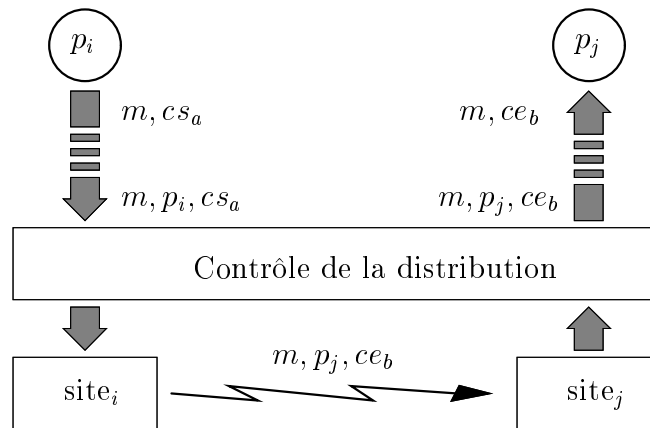 p_i
p_j
m, cs_a
m, ce_b
m, p_i, cs_a
m, p_j, ce_b
Contrôle de la distribution
m, p_j, ce_b
site_i
site_j